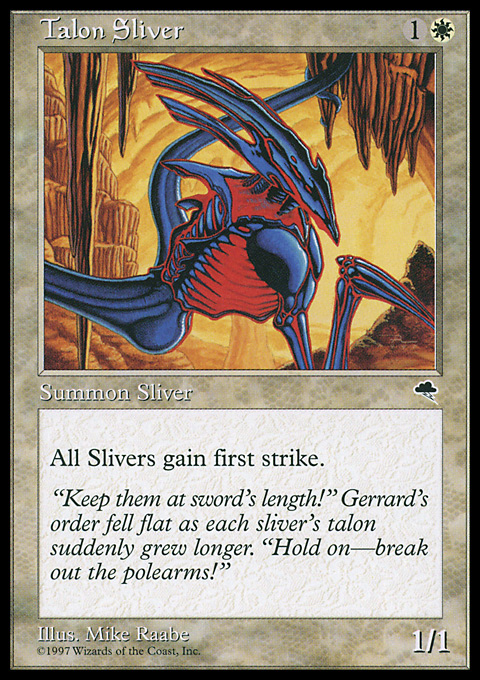 Talon Sliver 1
Summon Sliver
All Slivers gain first strike.
“Keep them at sword’s length!” Gerrard’s
order fell flat as each sliver’s talon
suddenly grew longer. “Hold on—break
out the polearms!”
Illus. Mike Raabe
©1997 Wizards of the Coast, Inc.
1/1